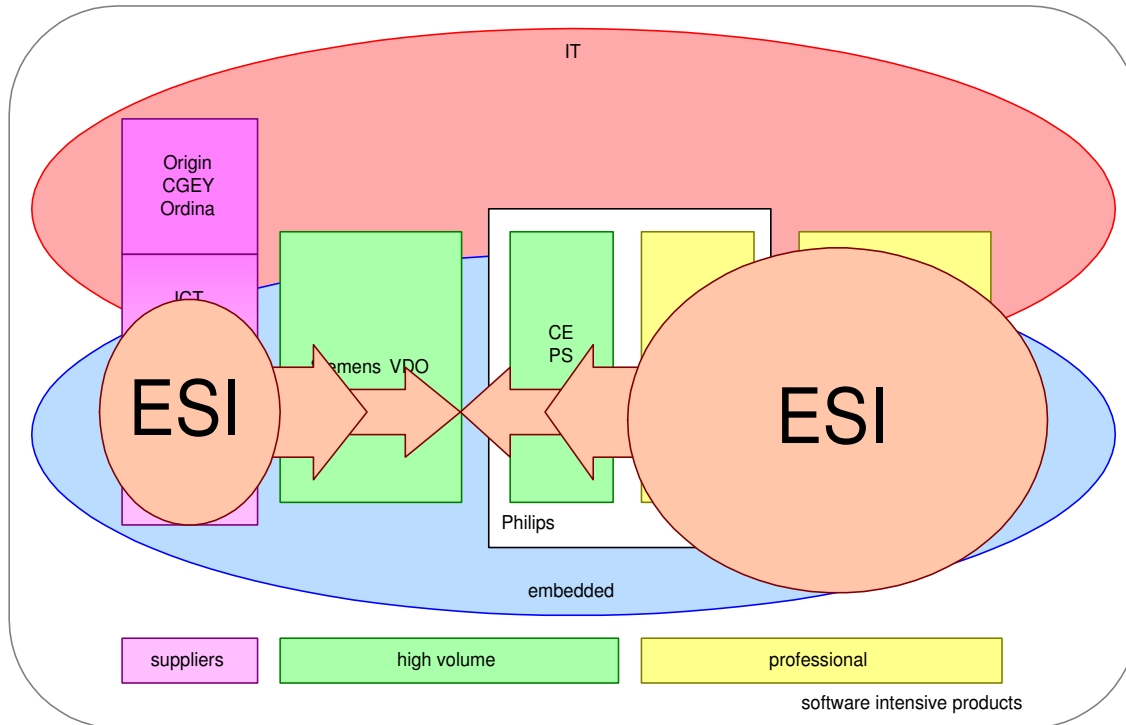 IT
Origin
CGEY
Ordina
ICT
CE
PS
Siemens VDO
ESI
ESI
Philips
embedded
suppliers
high volume
professional
software intensive products